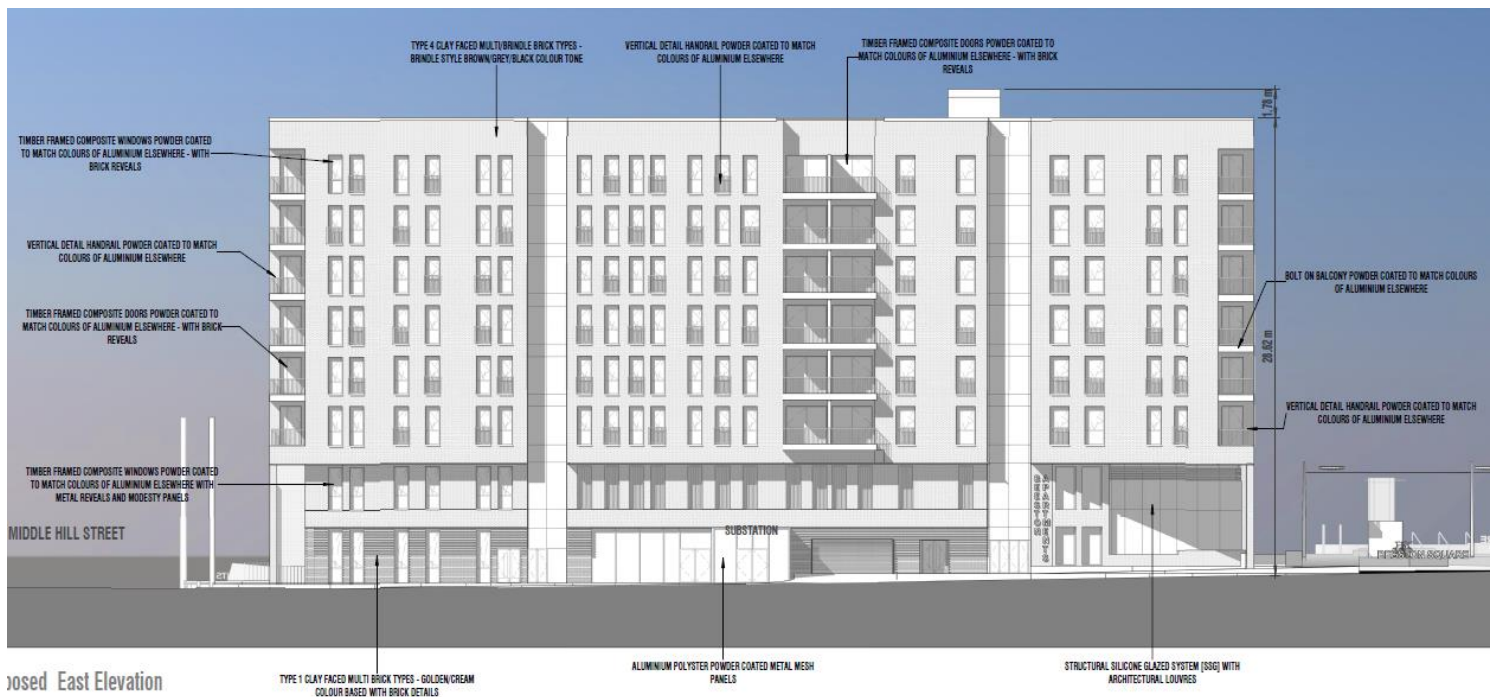 TYPE 4 CLAY FACED MULTI/BRINDLE BRICK TYPES -
BRINDLE STYLE BROWN/GREY/BLACK COLOUR TONE
VERTICAL DETAIL HANDRAIL POWDER COATED TO MATCH
COLOURS OF ALUMINIUM ELSEWHERE
TIMBER FRAMED COMPOSITE DOORS POWDER COATED TO
MATCH COLOURS OF ALUMINIUM ELSEWHERE - WITH BRICK
REVEALS
1.78 m
TIMBER FRAMED COMPOSITE WINDOWS POWDER COATED
TO MATCH COLOURS OF ALUMINIUM ELSEWHERE - WITH
BRICK REVEALS
VERTICAL DETAIL HANDRAIL POWDER COATED TO MATCH
COLOURS OF ALUMINIUM ELSEWHERE
BOLT ON BALCONY POWDER COATED TO MATCH COLOURS
OF ALUMINIUM ELSEWHERE
TIMBER FRAMED COMPOSITE DOORS POWDER COATED TO
MATCH COLOURS OF ALUMINIUM ELSEWHERE - WITH BRICK
REVEALS
28.62 m
VERTICAL DETAIL HANDRAIL POWDER COATED TO MATCH
COLOURS OF ALUMINIUM ELSEWHERE
TIMBER FRAMED COMPOSITE WINDOWS POWDER COATED
TO MATCH COLOURS OF ALUMINIUM ELSEWHERE WITH
METAL REVEALS AND MODESTY PANELS
BEESTON
APARTMENTS
MIDDLE HILL STREET
SUBSTATION
BEESTON SQUARE
posed East Elevation
TYPE 1 CLAY FACED MULTI BRICK TYPES - GOLDEN/CREAM
COLOUR BASED WITH BRICK DETAILS
ALUMINIUM POLYSTER POWDER COATED METAL MESH
PANELS
STRUCTURAL SILICONE GLAZED SYSTEM [SSG] WITH
ARCHITECTURAL LOUVRES